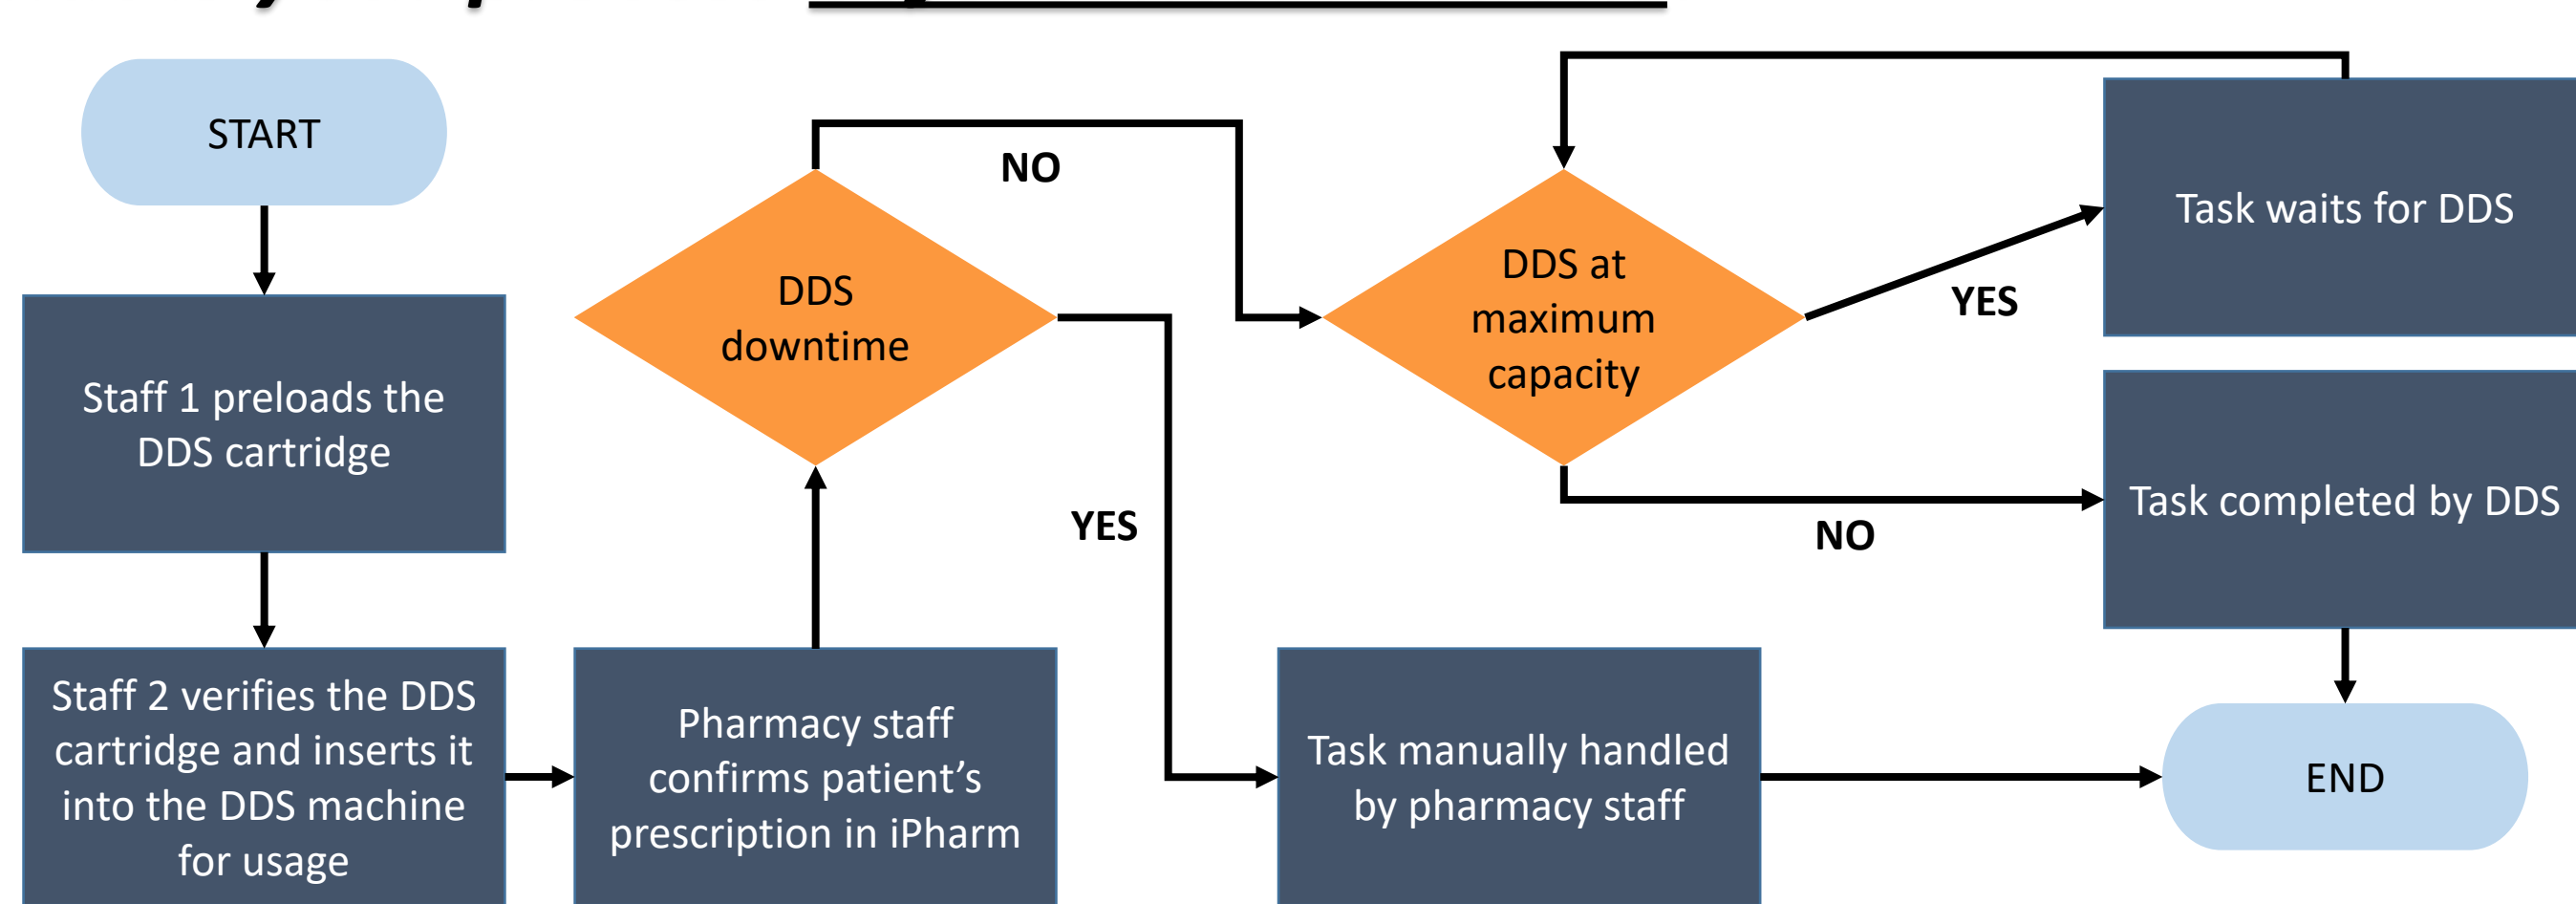 START
Staff 1 preloads the
DDS cartridge
Staff 2 verifies the DDS
cartridge and inserts it
into the DDS machine
for usage
Pharmacy staff
confirms patient’s
prescription in iPharm
DDS
downtime
NO
YES
DDS at
maximum
capacity
YES
NO
Task waits for DDS
Task completed by DDS
Task manually handled
by pharmacy staff
END